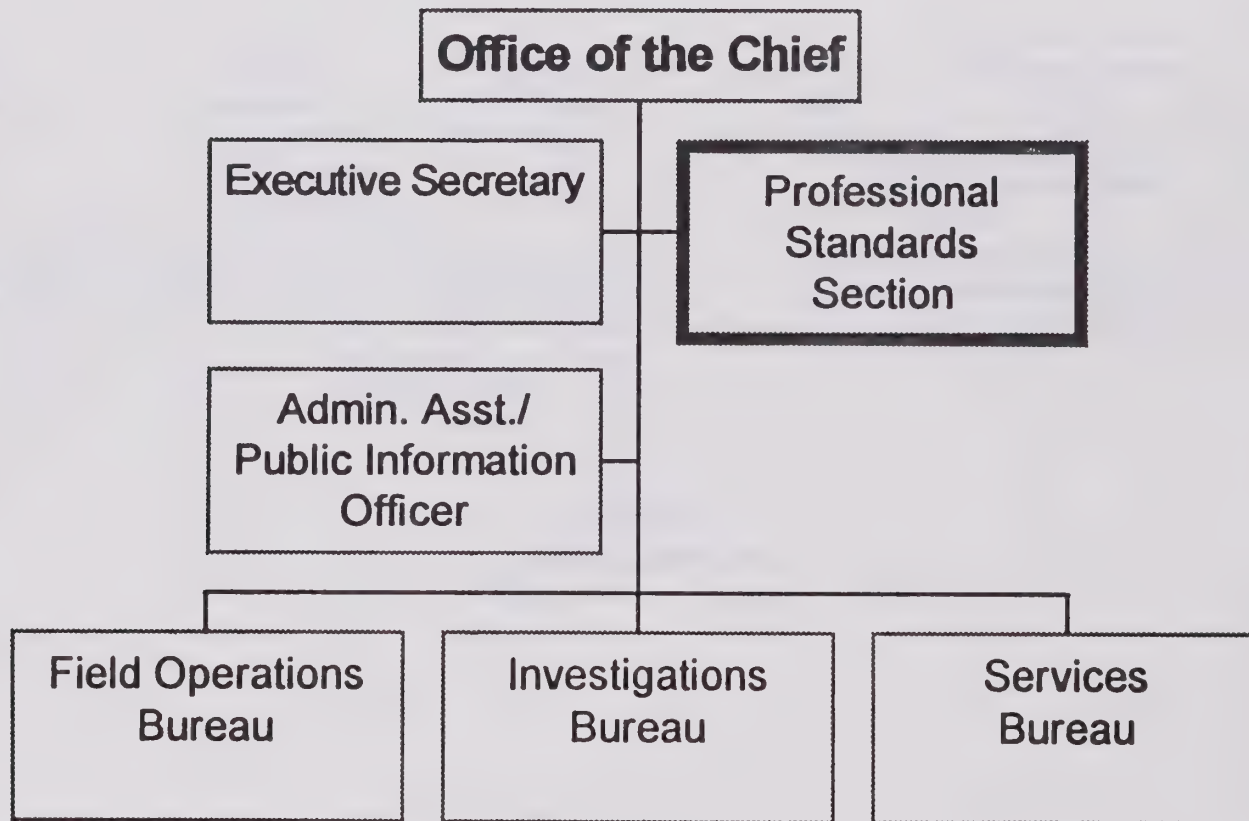 Office of the Chief
Executive Secretary
Professional
Standards
Section
Admin. Asst./
Public Information
Officer
Field Operations
Bureau
Investigations
Bureau
Services
Bureau